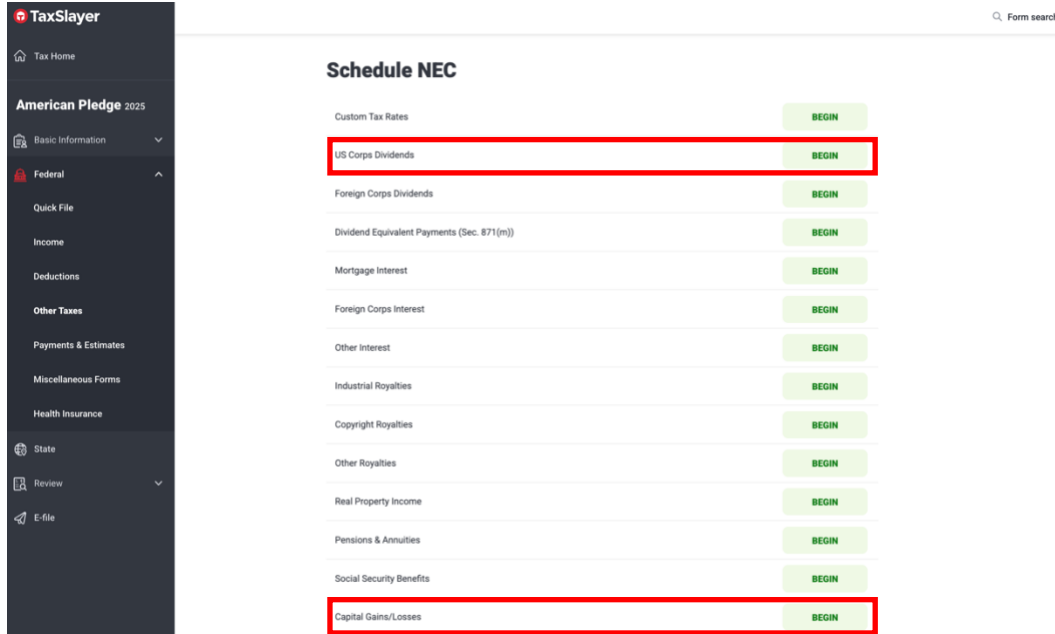 TaxSlayer
Form search
Tax Home
American Pledge 2025
Basic Information
Federal
Quick File
Income
Deductions
Other Taxes
Payments & Estimates
Miscellaneous Forms
Health Insurance
State
Review
E-file
Schedule NEC
Custom Tax Rates BEGIN
US Corps Dividends BEGIN
Foreign Corps Dividends BEGIN
Dividend Equivalent Payments (Sec. 871(m)) BEGIN
Mortgage Interest BEGIN
Foreign Corps Interest BEGIN
Other Interest BEGIN
Industrial Royalties BEGIN
Copyright Royalties BEGIN
Other Royalties BEGIN
Real Property Income BEGIN
Pensions & Annuities BEGIN
Social Security Benefits BEGIN
Capital Gains/Losses BEGIN